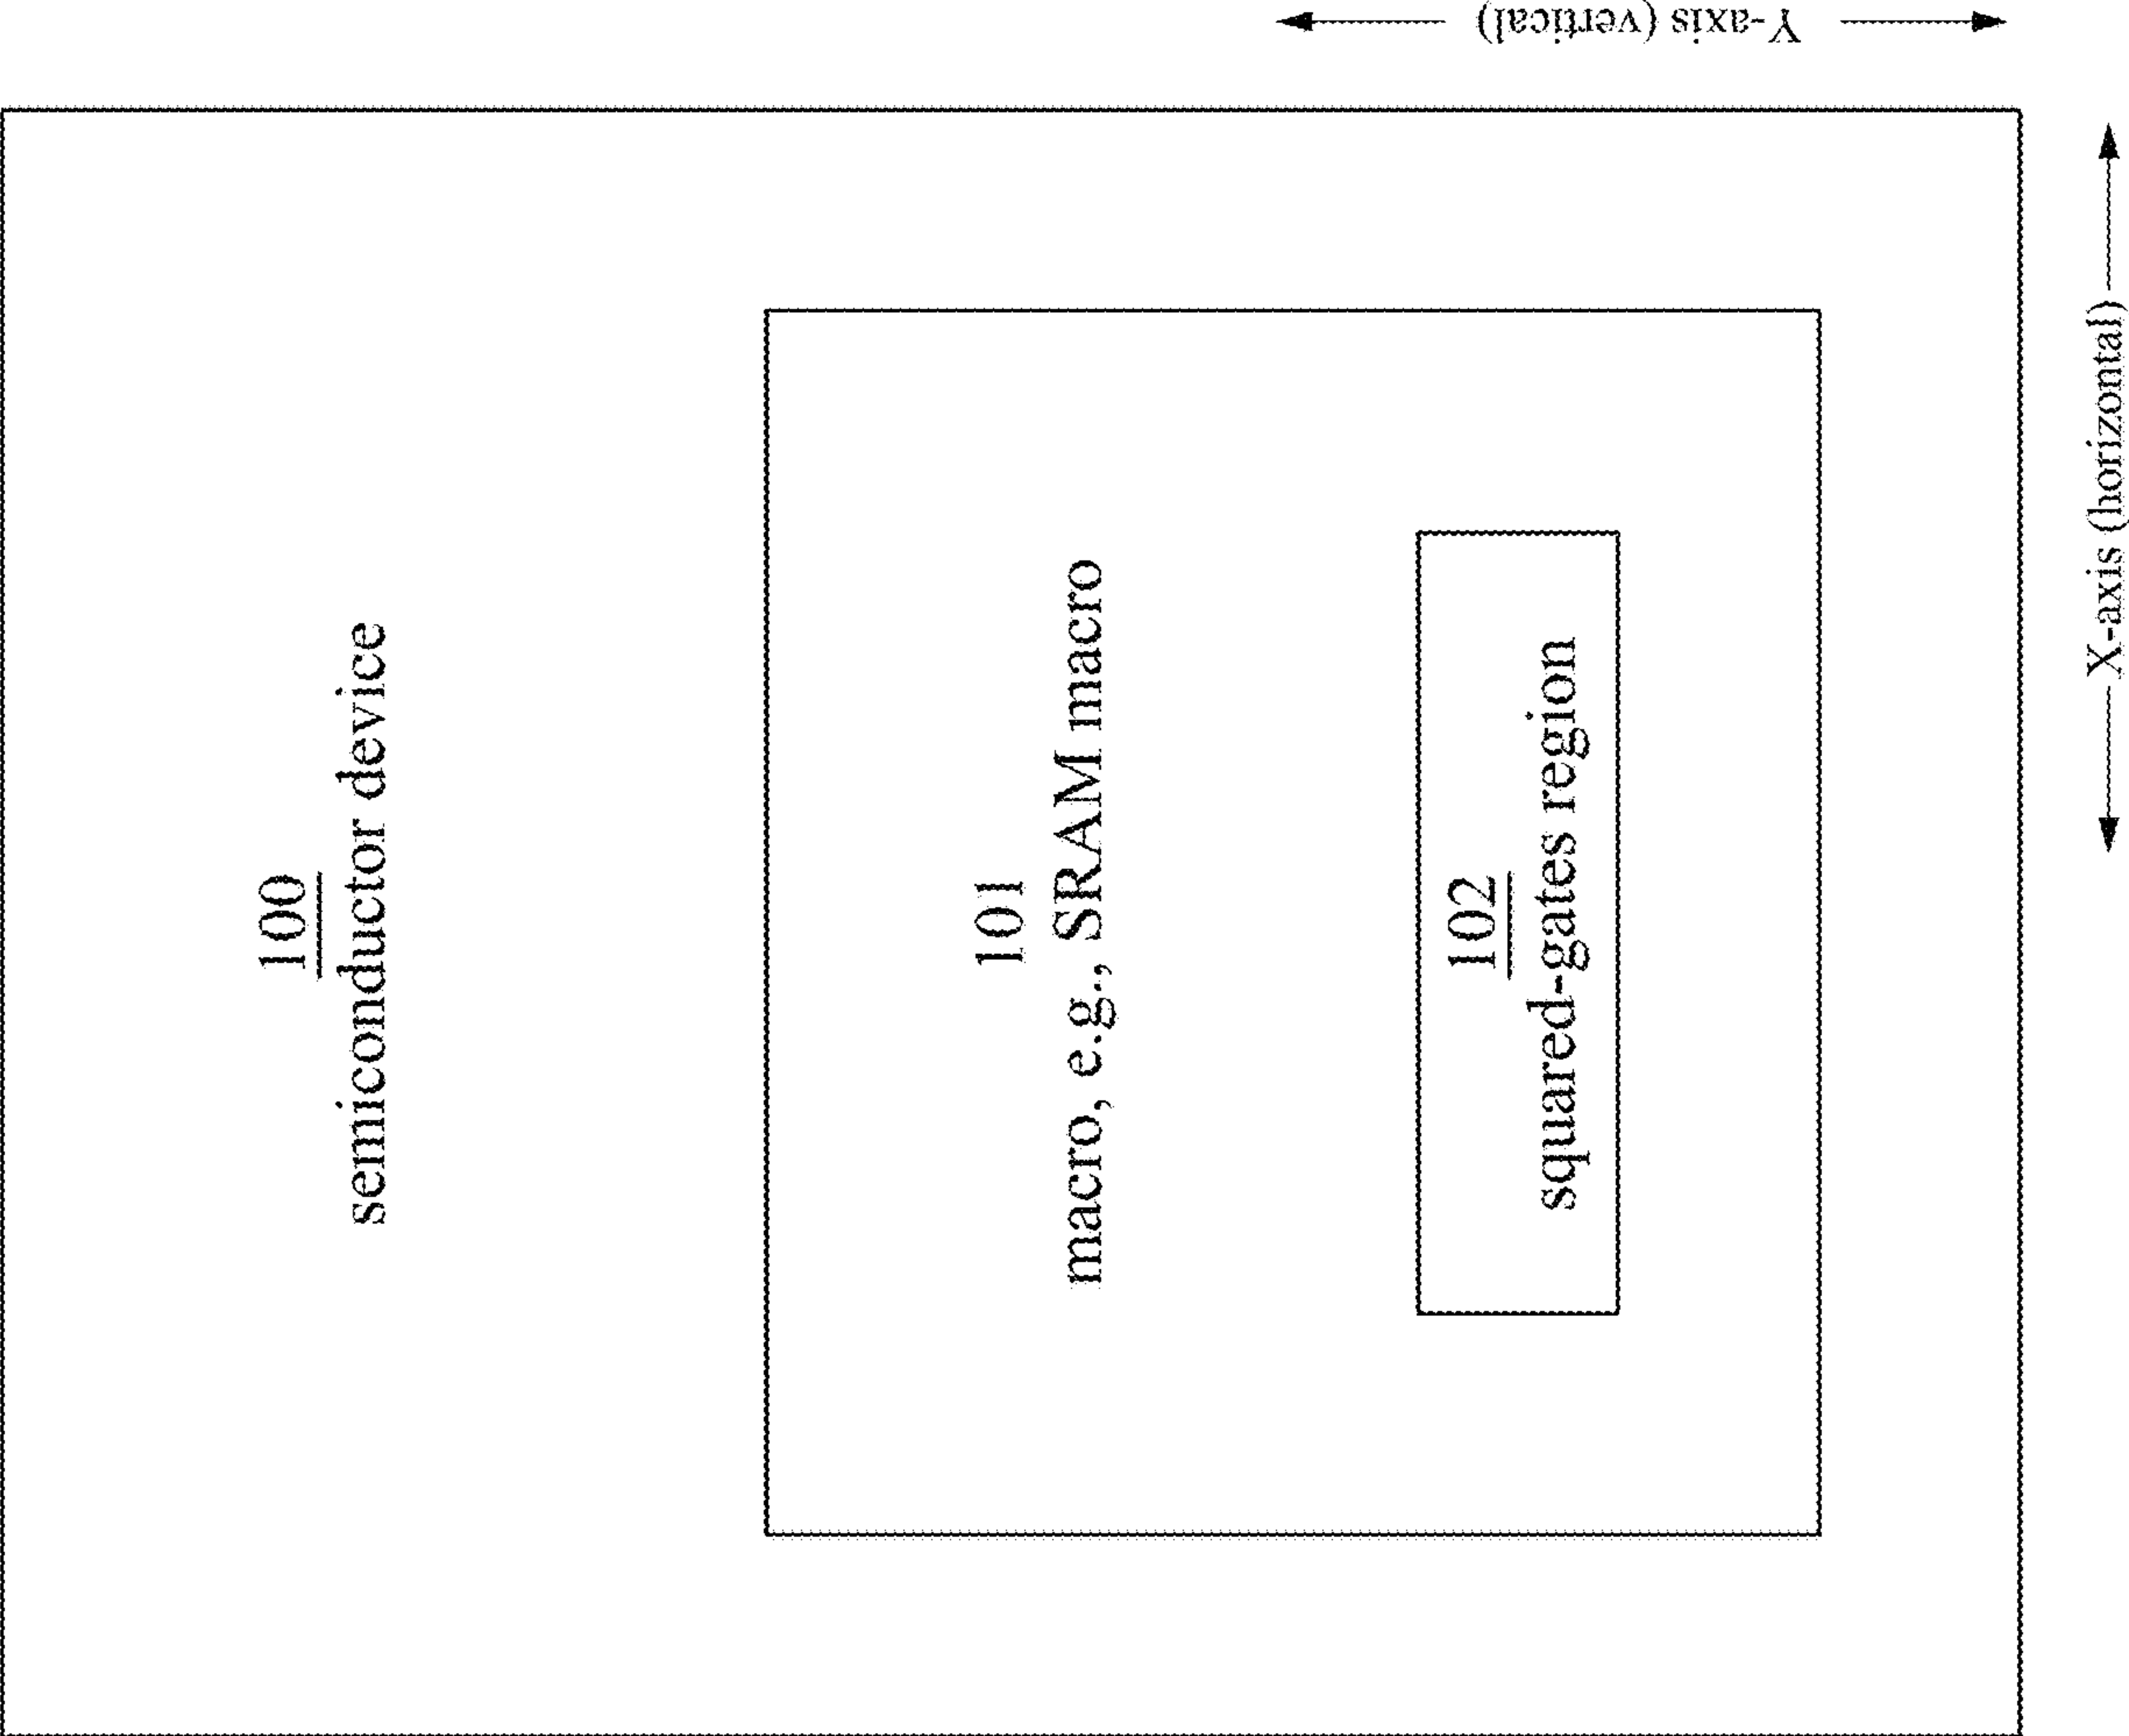 100
semiconductor device
101
macro, e.g., SRAM macro
102
squared-gates region
Y-axis (vertical)
X-axis (horizontal)